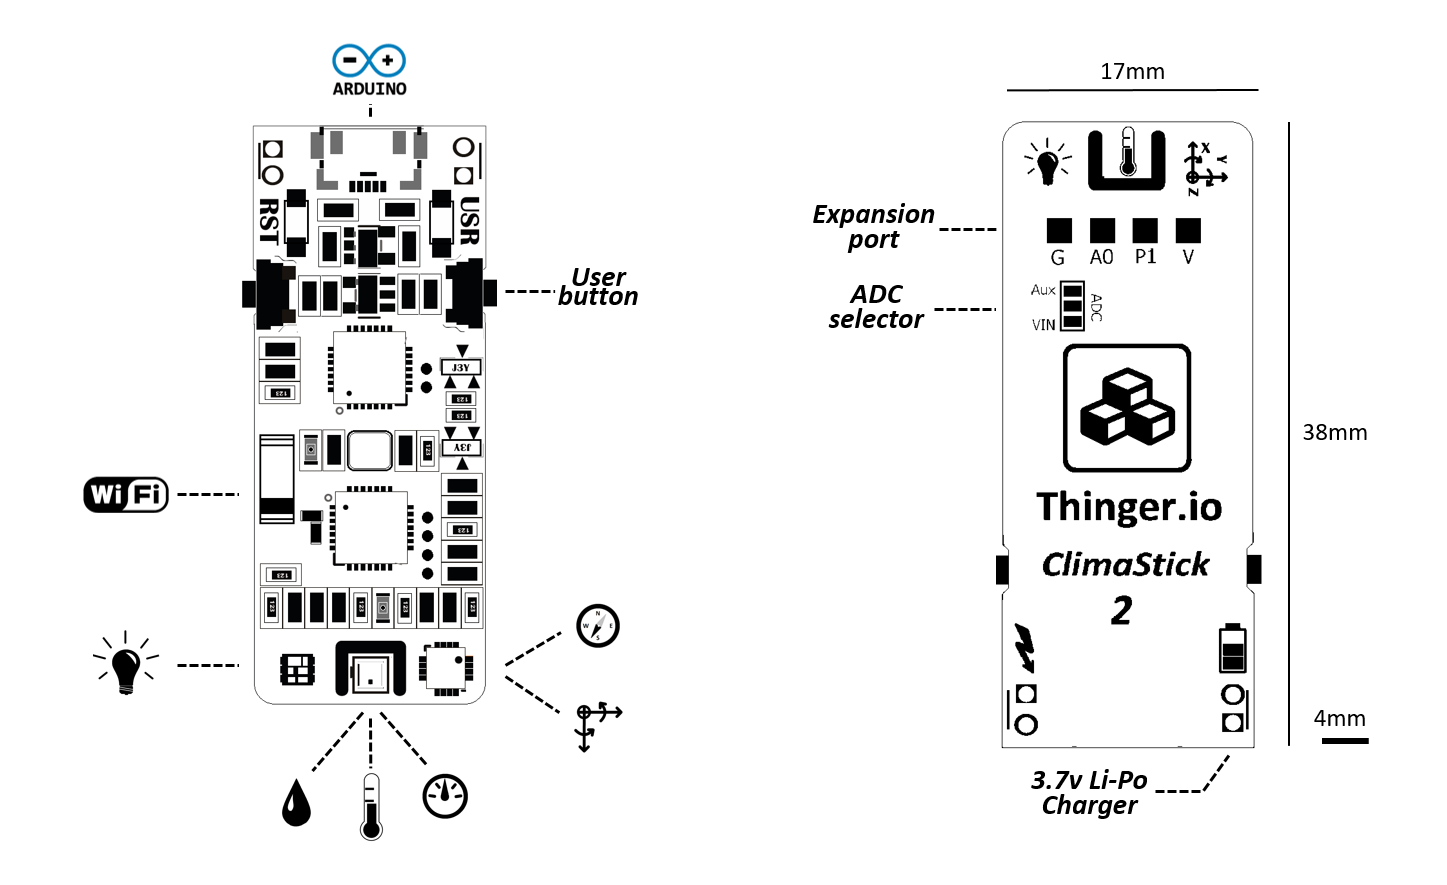 ARDUINO
RST
USR
User
button
J3Y
123
123
123
J3Y
123
123
Wi Fi
123
123
123
123
123
N
W
E
S
17mm
X
Y
Z
Expansion
port
G A0 P1 V
ADC
selector
Aux
ADC
VIN
38mm
Thinger.io
ClimaStick
2
4mm
3.7v Li-Po
Charger